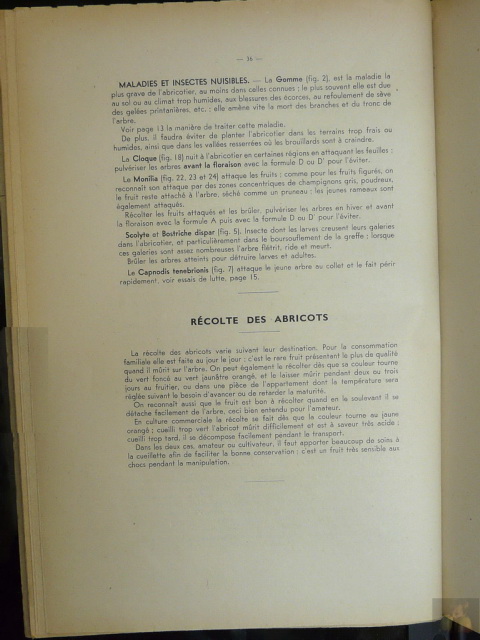 — 36 —
MALADIES ET INSECTES NUISIBLES. — La Gomme (fig. 2), est la maladie la
plus grave de l'abricotier, au moins dans celles connues ; le plus souvent elle est due
au sol ou au climat trop humides, aux blessures des écorces, au refoulement de sève
des gelées printanières, etc. : elle amène vite la mort des branches et du tronc de
l'arbre.
Voir page 13 la manière de traiter cette maladie.
De plus, il faudra éviter de planter l'abricotier dans les terrains trop frais ou
humides, ainsi que dans les vallées resserrées où les brouillards sont à craindre.
La Cloque (fig. 18) nuit à l'abricotier en certaines régions en attaquant les feuilles ;
pulvériser les arbres avant la floraison avec la formule D ou D' pour l'éviter.
Le Monilia (fig. 22, 23 et 24) attaque les fruits ; comme pour les fruits figurés, on
reconnaît son attaque par des zones concentriques de champignons gris, poudreux,
le fruit reste attaché à l'arbre, séché comme un pruneau ; les jeunes rameaux sont
également attaqués.
Récolter les fruits attaqués et les brûler, pulvériser les arbres en hiver et avant
la floraison avec la formule A puis avec la formule D ou D' pour l'éviter.
Scolyte et Bostriche dispar (fig. 5). Insecte dont les larves creusent leurs galeries
dans l'abricotier, et particulièrement dans le boursouflement de la greffe ; lorsque
ces galeries sont assez nombreuses l'arbre flétrit, ride et meurt.
Brûler les arbres atteints pour détruire larves et adultes.
Le Capnodis tenebrionis (fig. 7) attaque le jeune arbre au collet et le fait périr
rapidement, voir essais de lutte, page 15.
RÉCOLTE DES ABRICOTS
La récolte des abricots varie suivant leur destination. Pour la consommation
familiale elle est faite au jour le jour ; c'est le rare fruit présentant le plus de qualité
quand il mûrit sur l'arbre. On peut également le récolter dès que sa couleur tourne
du vert foncé au vert jaunâtre orangé, et le laisser mûrir pendant deux ou trois
jours au fruitier, ou dans une pièce de l'appartement dont la température sera
réglée suivant le besoin d'avancer ou de retarder la maturité.
On reconnaît aussi que le fruit est bon à récolter quand en le soulevant il se
détache facilement de l'arbre, ceci bien entendu pour l'amateur.
En culture commerciale la récolte se fait dès que la couleur tourne au jaune
orangé ; cueilli trop vert l'abricot mûrit difficilement et est à saveur très acide ;
cueilli trop tard, il se décompose facilement pendant le transport.
Dans les deux cas, amateur ou cultivateur, il faut apporter beaucoup de soins à
la cueillette afin de faciliter la bonne conservation ; c'est un fruit très sensible aux
chocs pendant la manipulation.